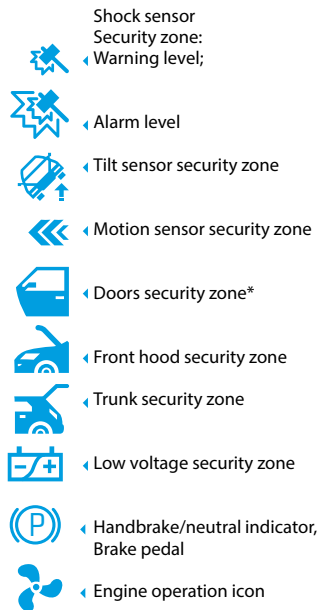 Shock sensor
Security zone:
Warning level;
Alarm level
Tilt sensor security zone
Motion sensor security zone
Doors security zone*
Front hood security zone
Trunk security zone
Low voltage security zone
(P) Handbrake/neutral indicator,
Brake pedal
Engine operation icon